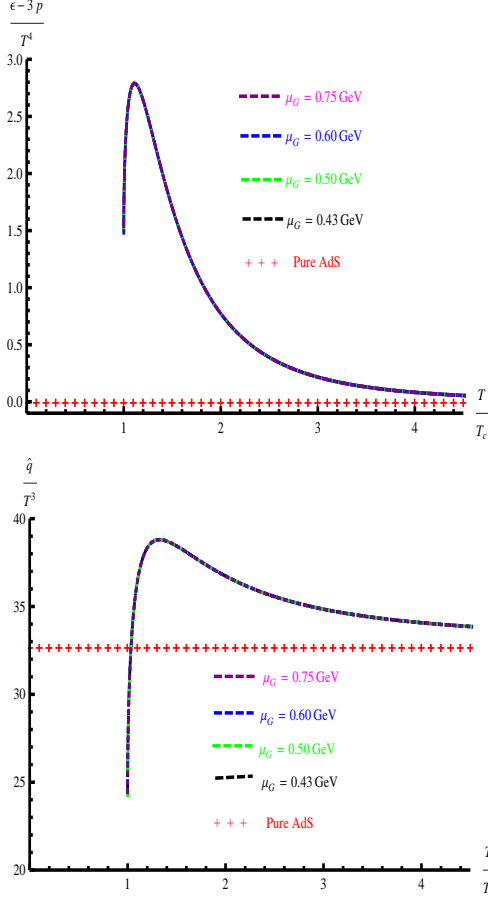 ϵ−3 p
T⁴
3.0
2.5
2.0
1.5
1.0
0.5
0.0
μG = 0.75 GeV
μG = 0.60 GeV
μG = 0.50 GeV
μG = 0.43 GeV
+ + + Pure AdS
1 2 3 4
T
Tc
q̂
T³
40
35
30
25
20
μG = 0.75 GeV
μG = 0.60 GeV
μG = 0.50 GeV
μG = 0.43 GeV
+ + + Pure AdS
1 2 3 4
T
T